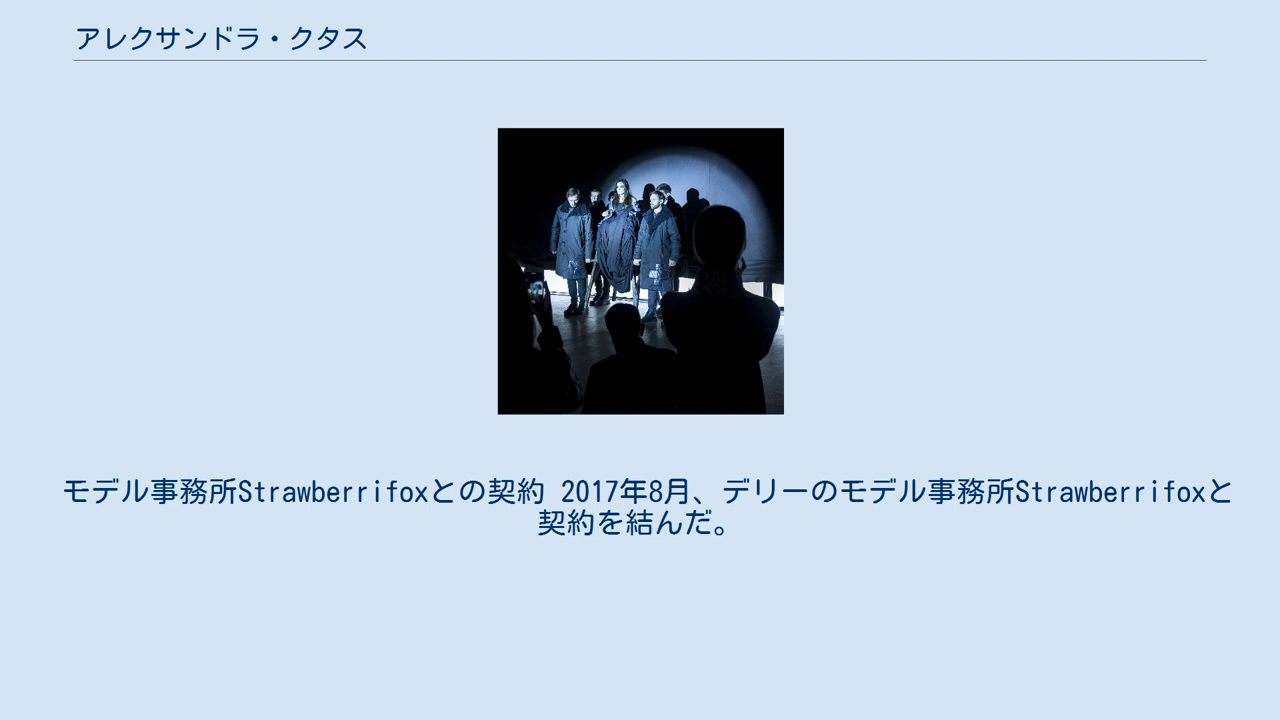 アレクサンドラ・クタス
モデル事務所Strawberrifoxとの契約 2017年8月、デリーのモデル事務所Strawberrifoxと
契約を結んだ。